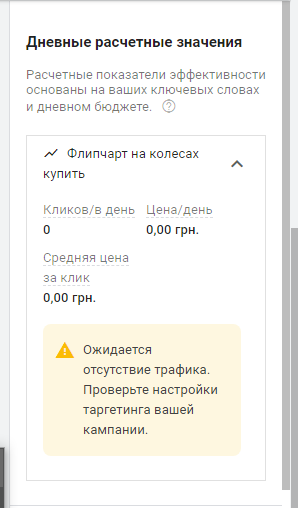 Дневные расчетные значения
Расчетные показатели эффективности
основаны на ваших ключевых словах
и дневном бюджете. ?
Флипчарт на колесах
купить
Кликов/в день Цена/день
0 0,00 грн.
Средняя цена
за клик
0,00 грн.
Ожидается
отсутствие трафика.
Проверьте настройки
таргетинга вашей
кампании.